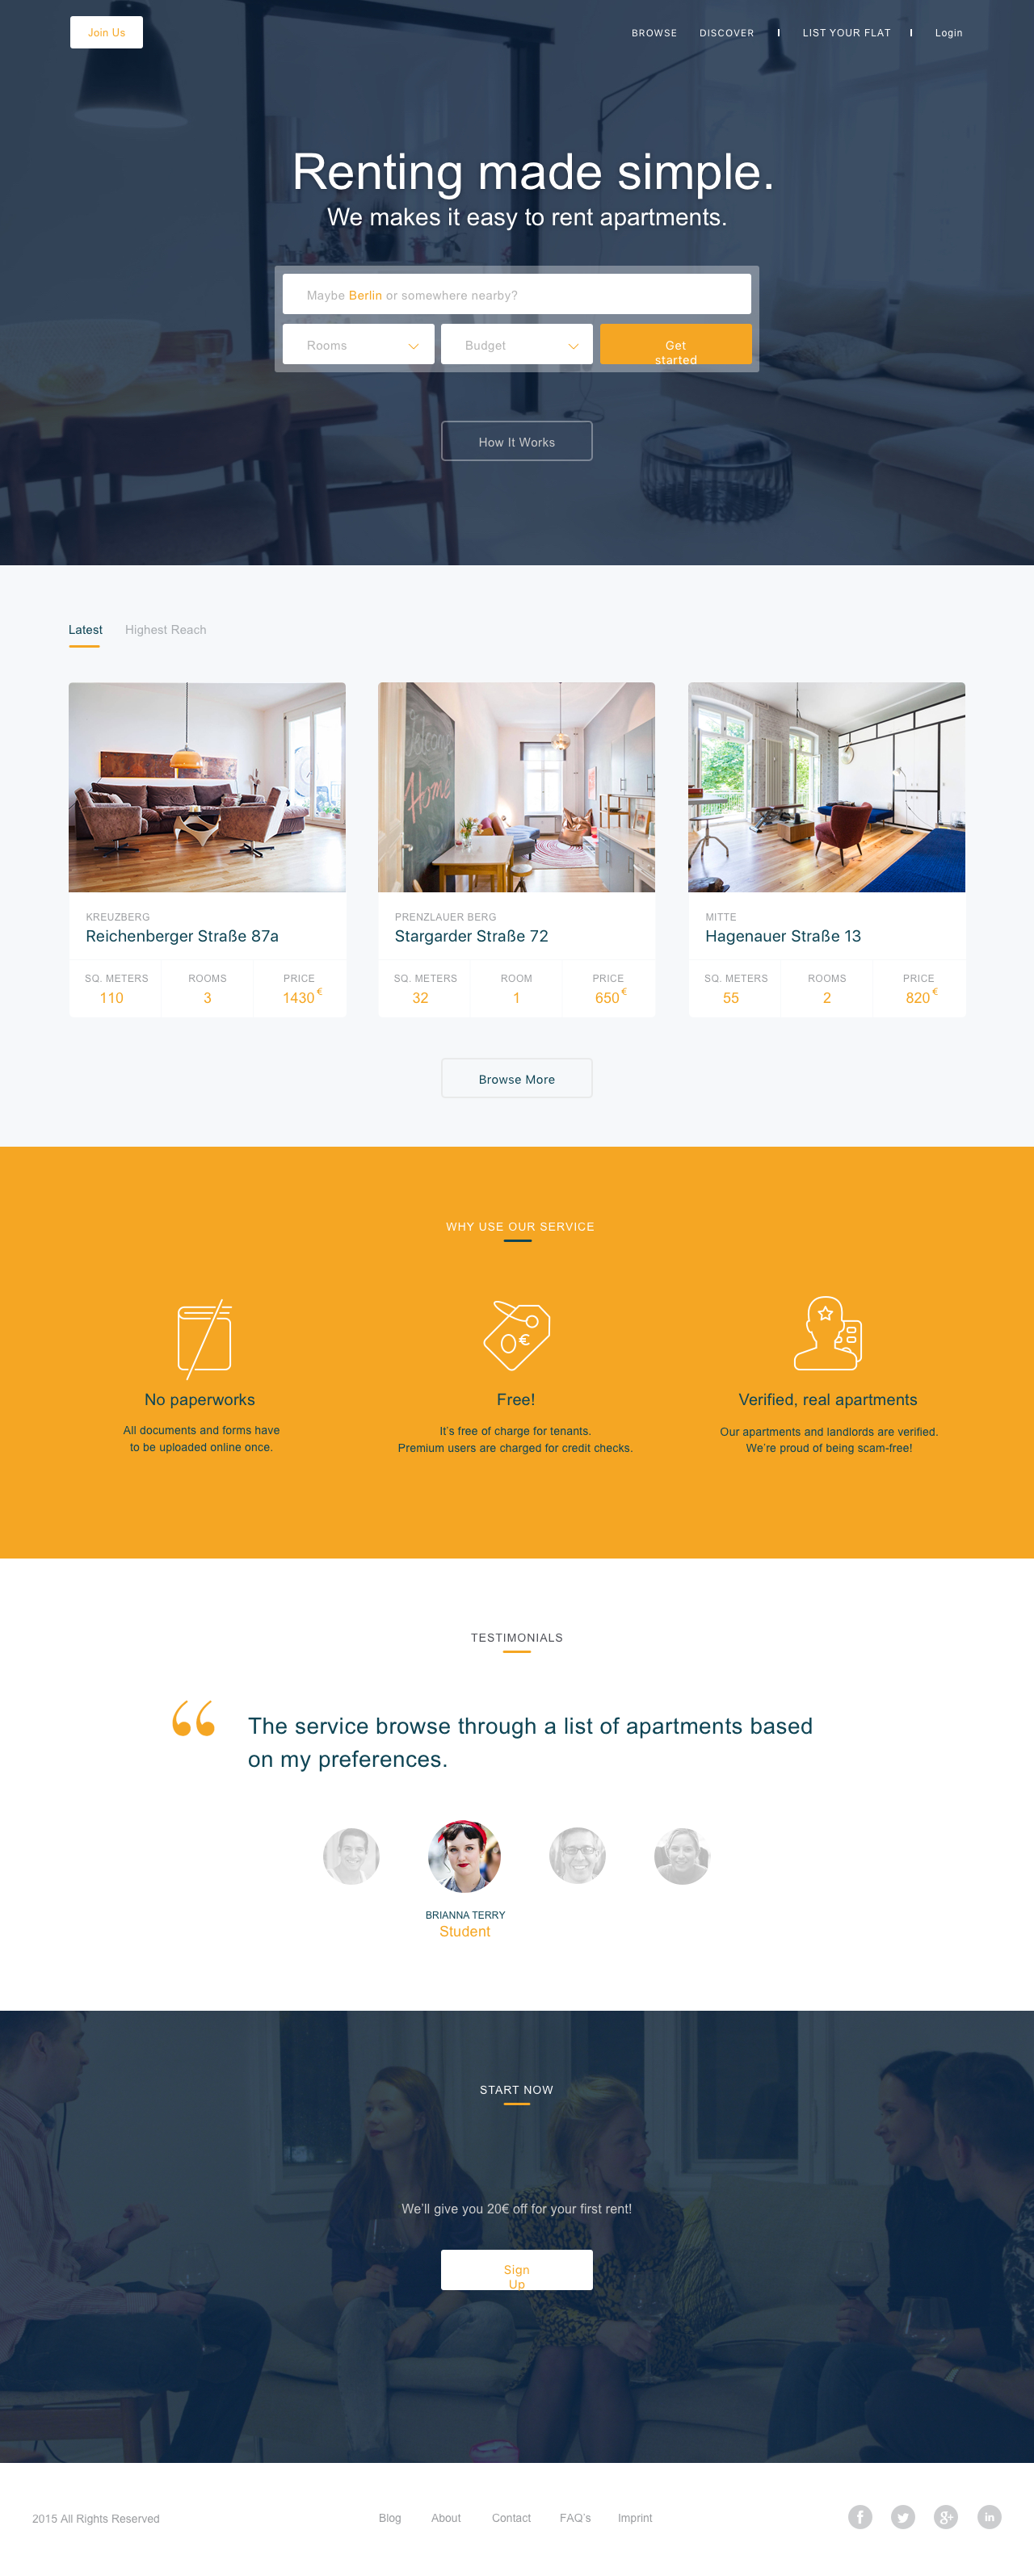 Join Us
BROWSE DISCOVER LIST YOUR FLAT Login
Renting made simple.
We makes it easy to rent apartments.
Maybe Berlin or somewhere nearby?
Rooms
Budget
Get
started
How It Works
Latest Highest Reach
Welcome
Home
KREUZBERG
Reichenberger Straße 87a
SQ. METERS ROOMS PRICE
110 3 1430 €
PRENZLAUER BERG
Stargarder Straße 72
SQ. METERS ROOM PRICE
32 1 650 €
MITTE
Hagenauer Straße 13
SQ. METERS ROOMS PRICE
55 2 820 €
Browse More
WHY USE OUR SERVICE
0€
No paperworks
All documents and forms have
to be uploaded online once.
Free!
It’s free of charge for tenants.
Premium users are charged for credit checks.
Verified, real apartments
Our apartments and landlords are verified.
We’re proud of being scam-free!
TESTIMONIALS
“
The service browse through a list of apartments based
on my preferences.
BRIANNA TERRY
Student
START NOW
We’ll give you 20€ off for your first rent!
Sign
Up
2015 All Rights Reserved
Blog About Contact FAQ’s Imprint
f g+ in